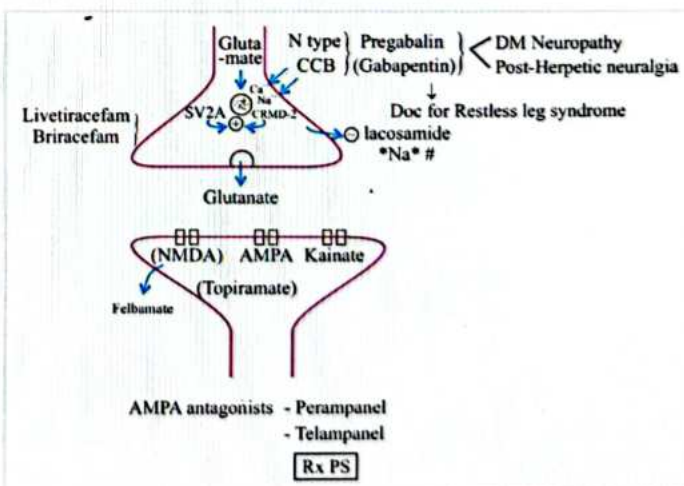 Gluta
-mate
N type
CCB
Pregabalin
(Gabapentin)
DM Neuropathy
Post-Herpetic neuralgia
Doc for Restless leg syndrome
Ca
Na
SV2A
CRMD-2
Livetiracefam
Briracefam
lacosamide
*Na* #
Glutanate
(NMDA) AMPA Kainate
(Topiramate)
Felbamate
AMPA antagonists - Perampanel
- Telampanel
Rx PS